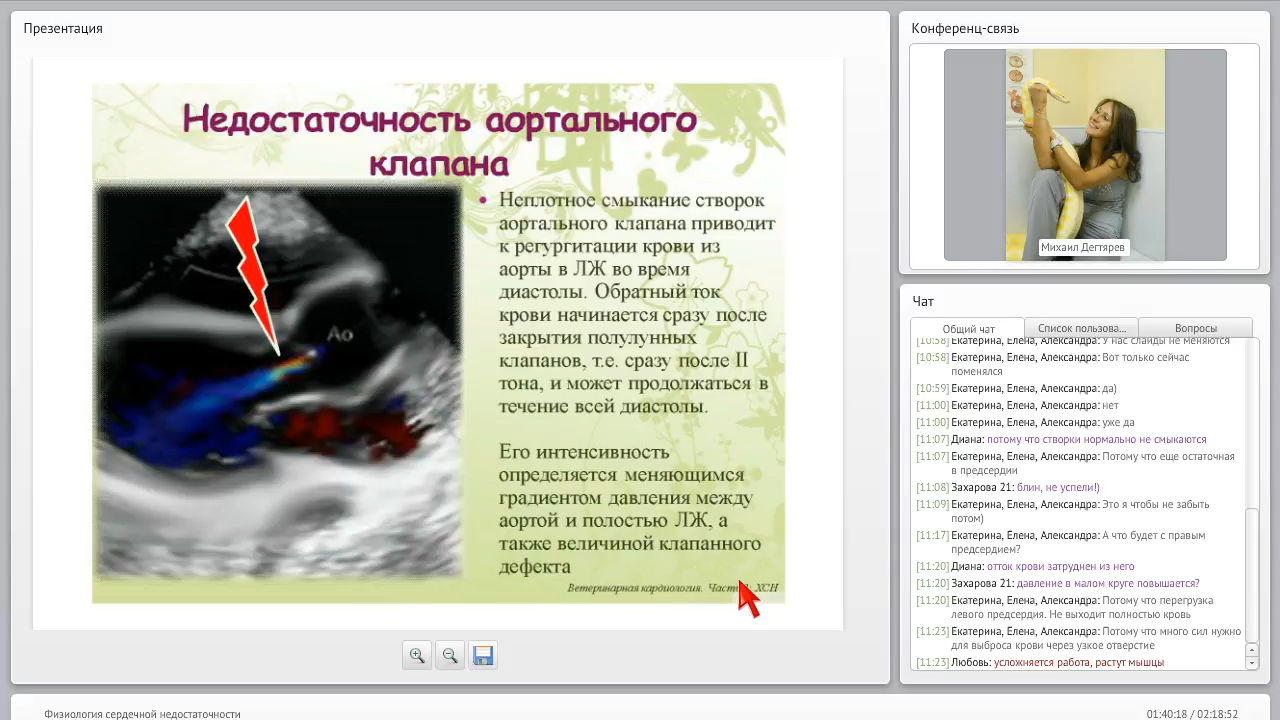 Презентация
Недостаточность аортального
клапана
Ao
• Неплотное смыкание створок
аортального клапана приводит
к регургитации крови из
аорты в ЛЖ во время
диастолы. Обратный ток
крови начинается сразу после
закрытия полулунных
клапанов, т.е. сразу после II
тона, и может продолжаться в
течение всей диастолы.
Его интенсивность
определяется меняющимся
градиентом давления между
аортой и полостью ЛЖ, а
также величиной клапанного
дефекта
Ветеринарная кардиология. ХСН
Конференц-связь
Михаил Дегтярев
Чат
Общий чат
Список пользова...
Вопросы
[10:58] Екатерина, Елена, Александра: У нас слайды не меняются
[10:58] Екатерина, Елена, Александра: Вот только сейчас
поменялся
[10:59] Екатерина, Елена, Александра: да)
[11:00] Екатерина, Елена, Александра: нет
[11:00] Екатерина, Елена, Александра: уже да
[11:07] Диана: потому что створки нормально не смыкаются
[11:07] Екатерина, Елена, Александра: Потому что еще остаточная
в предсердии
[11:08] Захарова 21: блин, не успели!)
[11:09] Екатерина, Елена, Александра: Это я чтобы не забыть
потом)
[11:17] Екатерина, Елена, Александра: А что будет с правым
предсердием?
[11:20] Диана: отток крови затруднен из него
[11:20] Захарова 21: давление в малом круге повышается?
[11:20] Екатерина, Елена, Александра: Потому что перегрузка
левого предсердия. Не выходит полностью кровь
[11:23] Екатерина, Елена, Александра: Потому что много сил нужно
для выброса крови через узкое отверстие
[11:23] Любовь: усложняется работа, растут мышцы
Физиология сердечной недостаточности
01:40:18 / 02:18:52